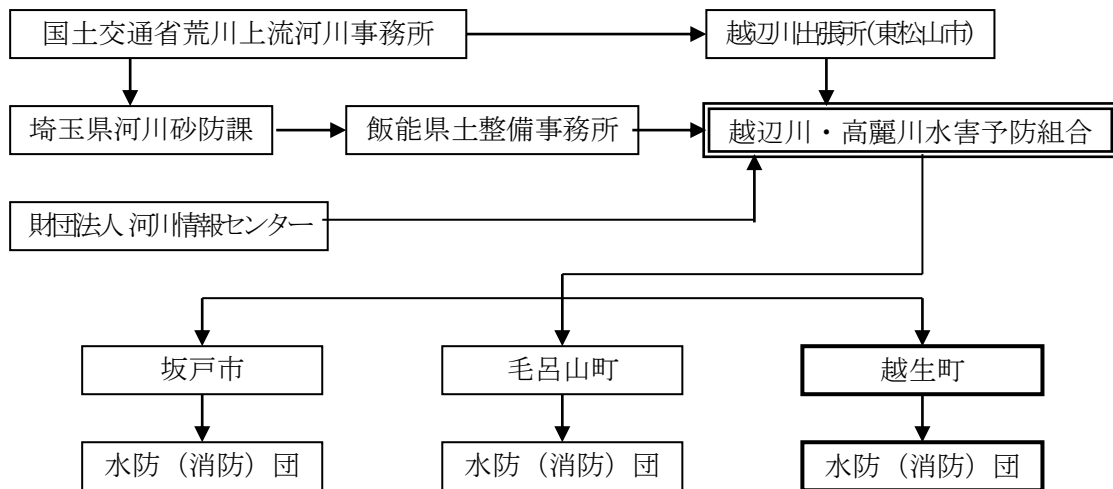 国土交通省荒川上流河川事務所
越辺川出張所(東松山市)
埼玉県河川砂防課
飯能県土整備事務所
越辺川・高麗川水害予防組合
財団法人 河川情報センター
坂戸市
毛呂山町
越生町
水防（消防）団
水防（消防）団
水防（消防）団